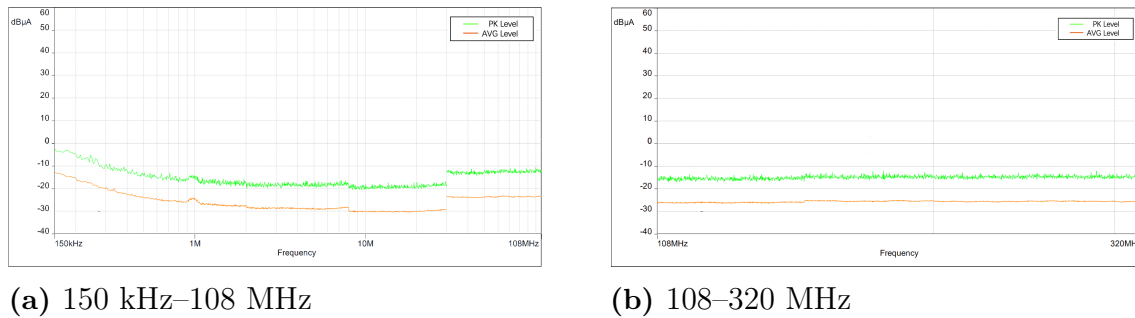 60
dBµA
50
40
30
20
10
0
-10
-20
-30
-40
PK Level
AVG Level
150kHz
1M
10M
108MHz
Frequency
(a) 150 kHz–108 MHz
60
dBµA
50
40
30
20
10
0
-10
-20
-30
-40
PK Level
AVG Level
108MHz
320MH
Frequency
(b) 108–320 MHz